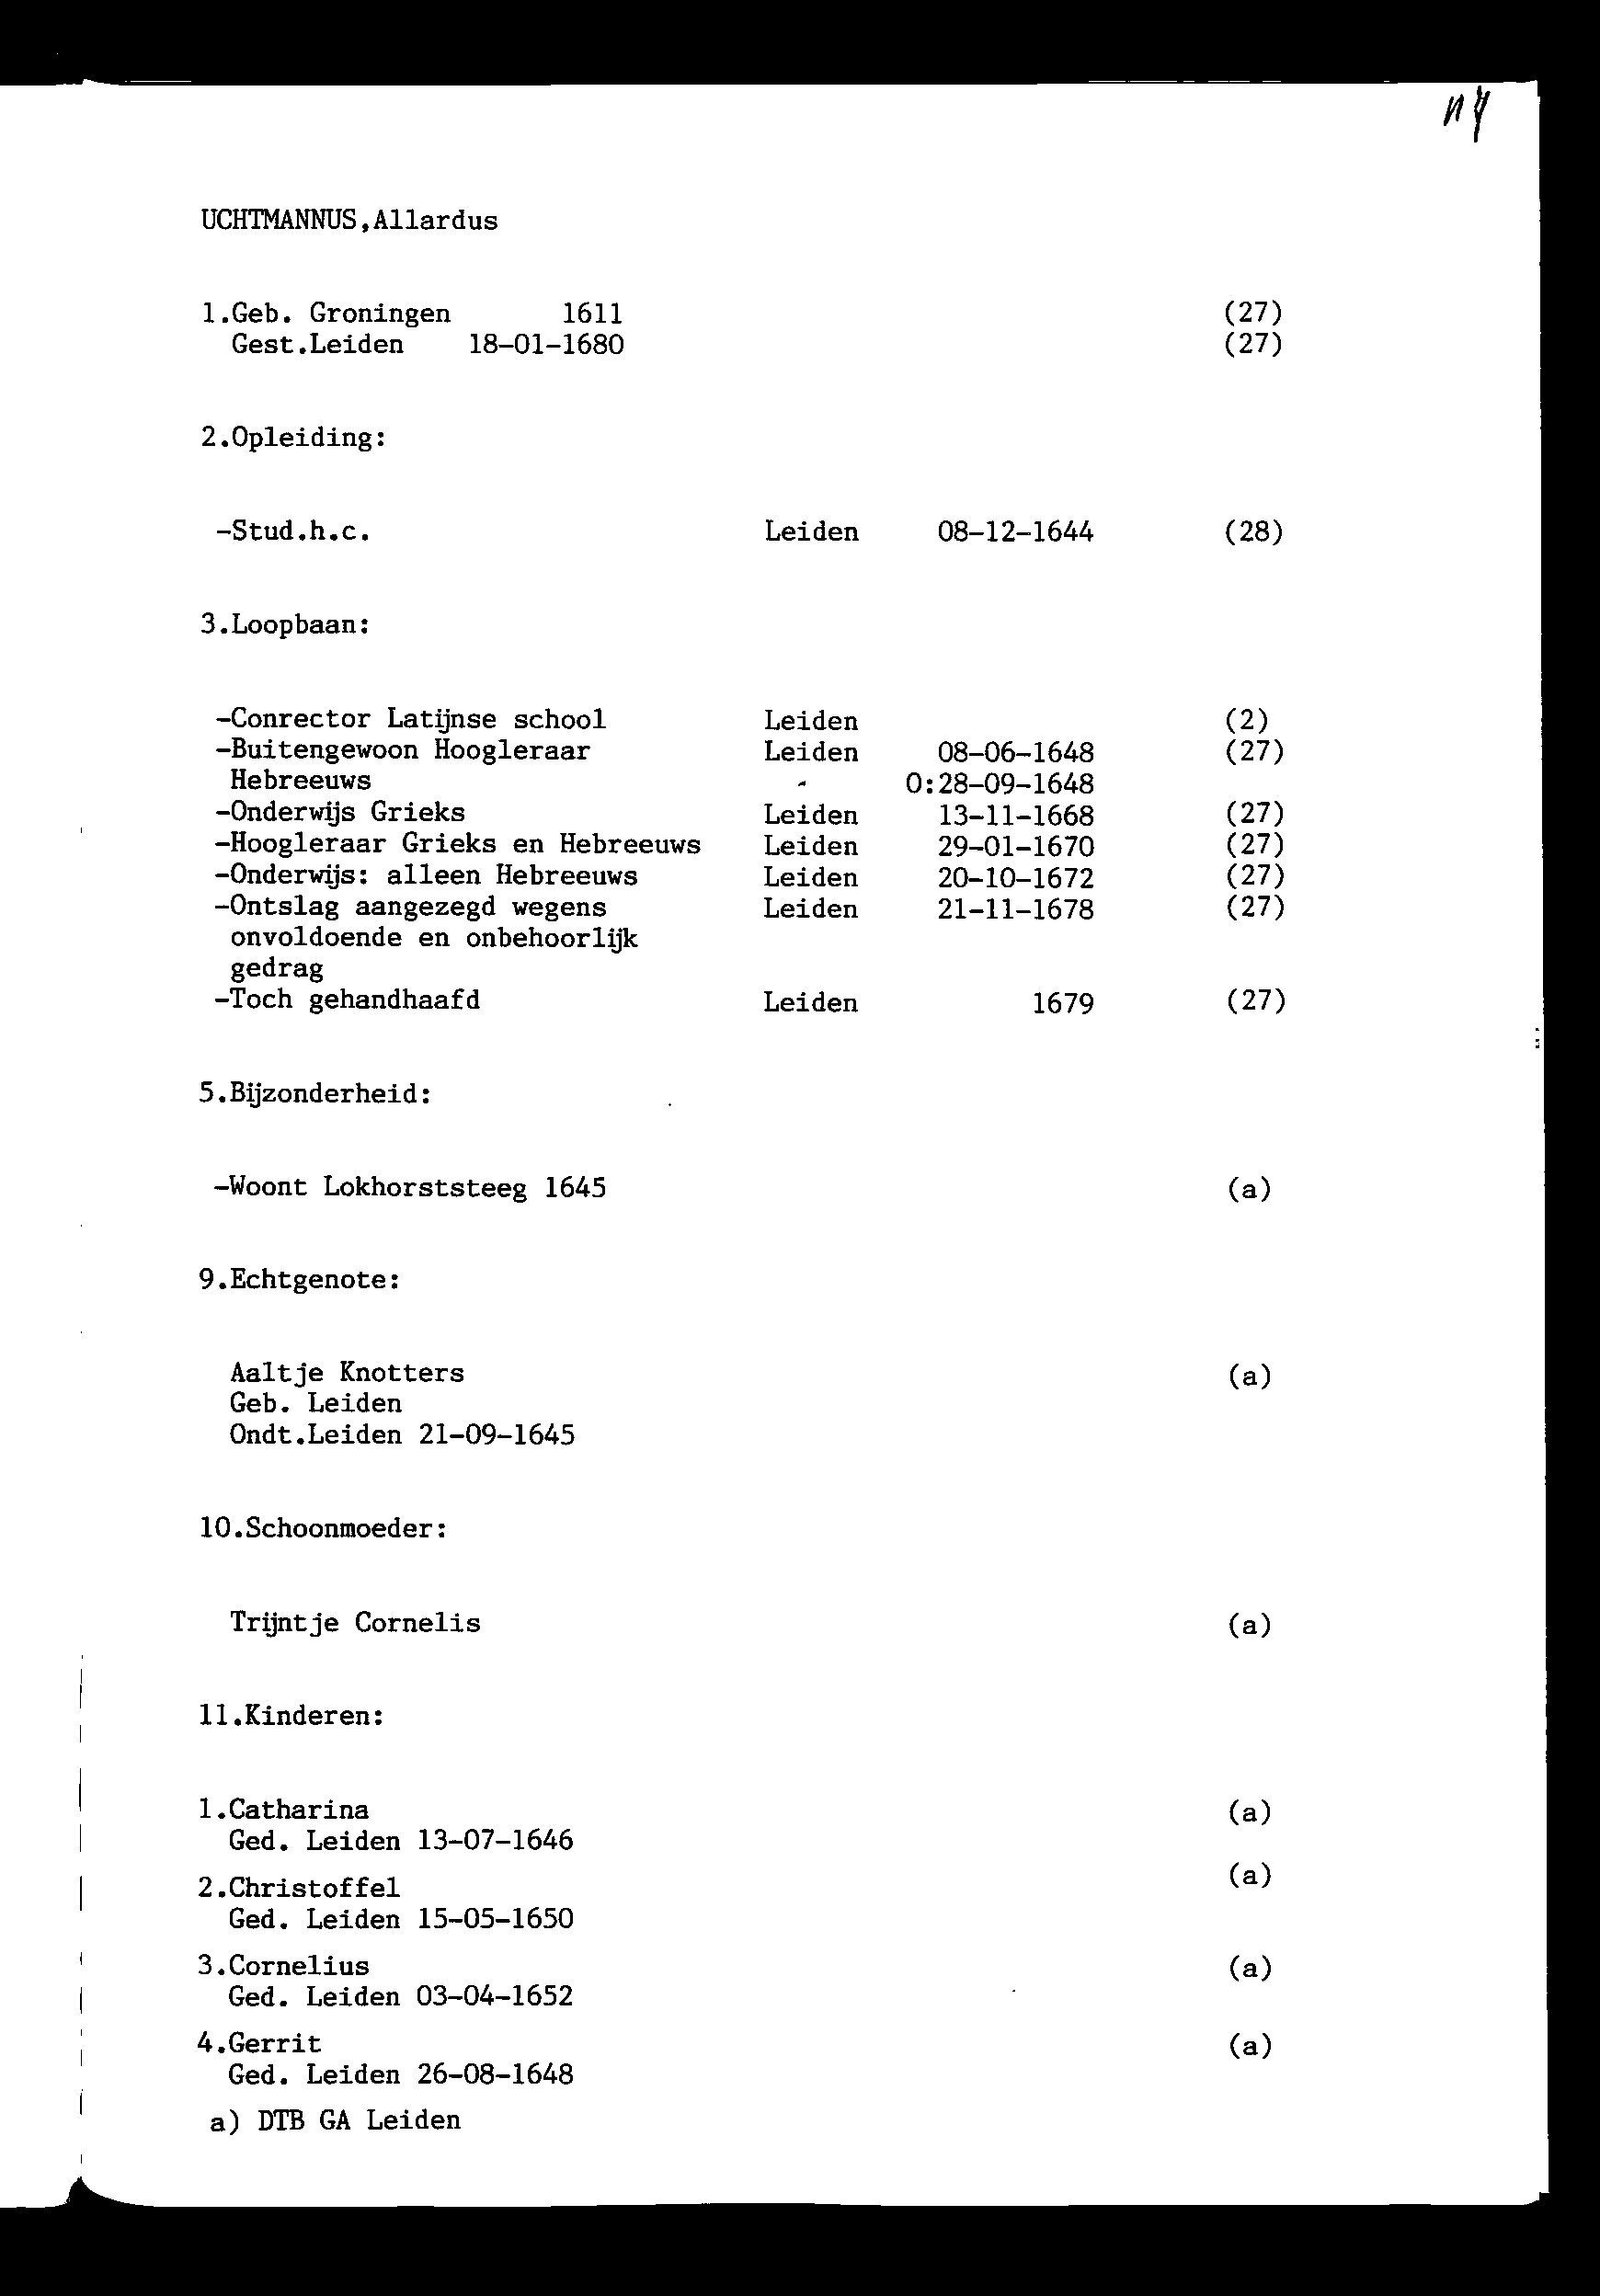 UCHTMANNUS,Allardus
1.Geb. Groningen 1611 (27)
Gest.Leiden 18-01-1680 (27)
2.Opleiding:
-Stud.h.c. Leiden 08-12-1644 (28)
3.Loopbaan:
-Conrector Latijnse school Leiden (2)
-Buitengewoon Hoogleraar Leiden 08-06-1648 (27)
Hebreeuws O:28-09-1648
-Onderwijs Grieks Leiden 13-11-1668 (27)
-Hoogleraar Grieks en Hebreeuws Leiden 29-01-1670 (27)
-Onderwijs: alleen Hebreeuws Leiden 20-10-1672 (27)
-Ontslag aangezegd wegens Leiden 21-11-1678 (27)
onvoldoende en onbehoorlijk
gedrag
-Toch gehandhaafd Leiden 1679 (27)
5.Bijzonderheid:
-Woont Lokhorststeeg 1645 (a)
9.Echtgenote:
Aaltje Knotters (a)
Geb. Leiden
Ondt.Leiden 21-09-1645
10.Schoonmoeder:
Trijntje Cornelis (a)
11.Kinderen:
1.Catharina (a)
Ged. Leiden 13-07-1646
2.Christoffel (a)
Ged. Leiden 15-05-1650
3.Cornelius (a)
Ged. Leiden 03-04-1652
4.Gerrit (a)
Ged. Leiden 26-08-1648
a) DTB GA Leiden